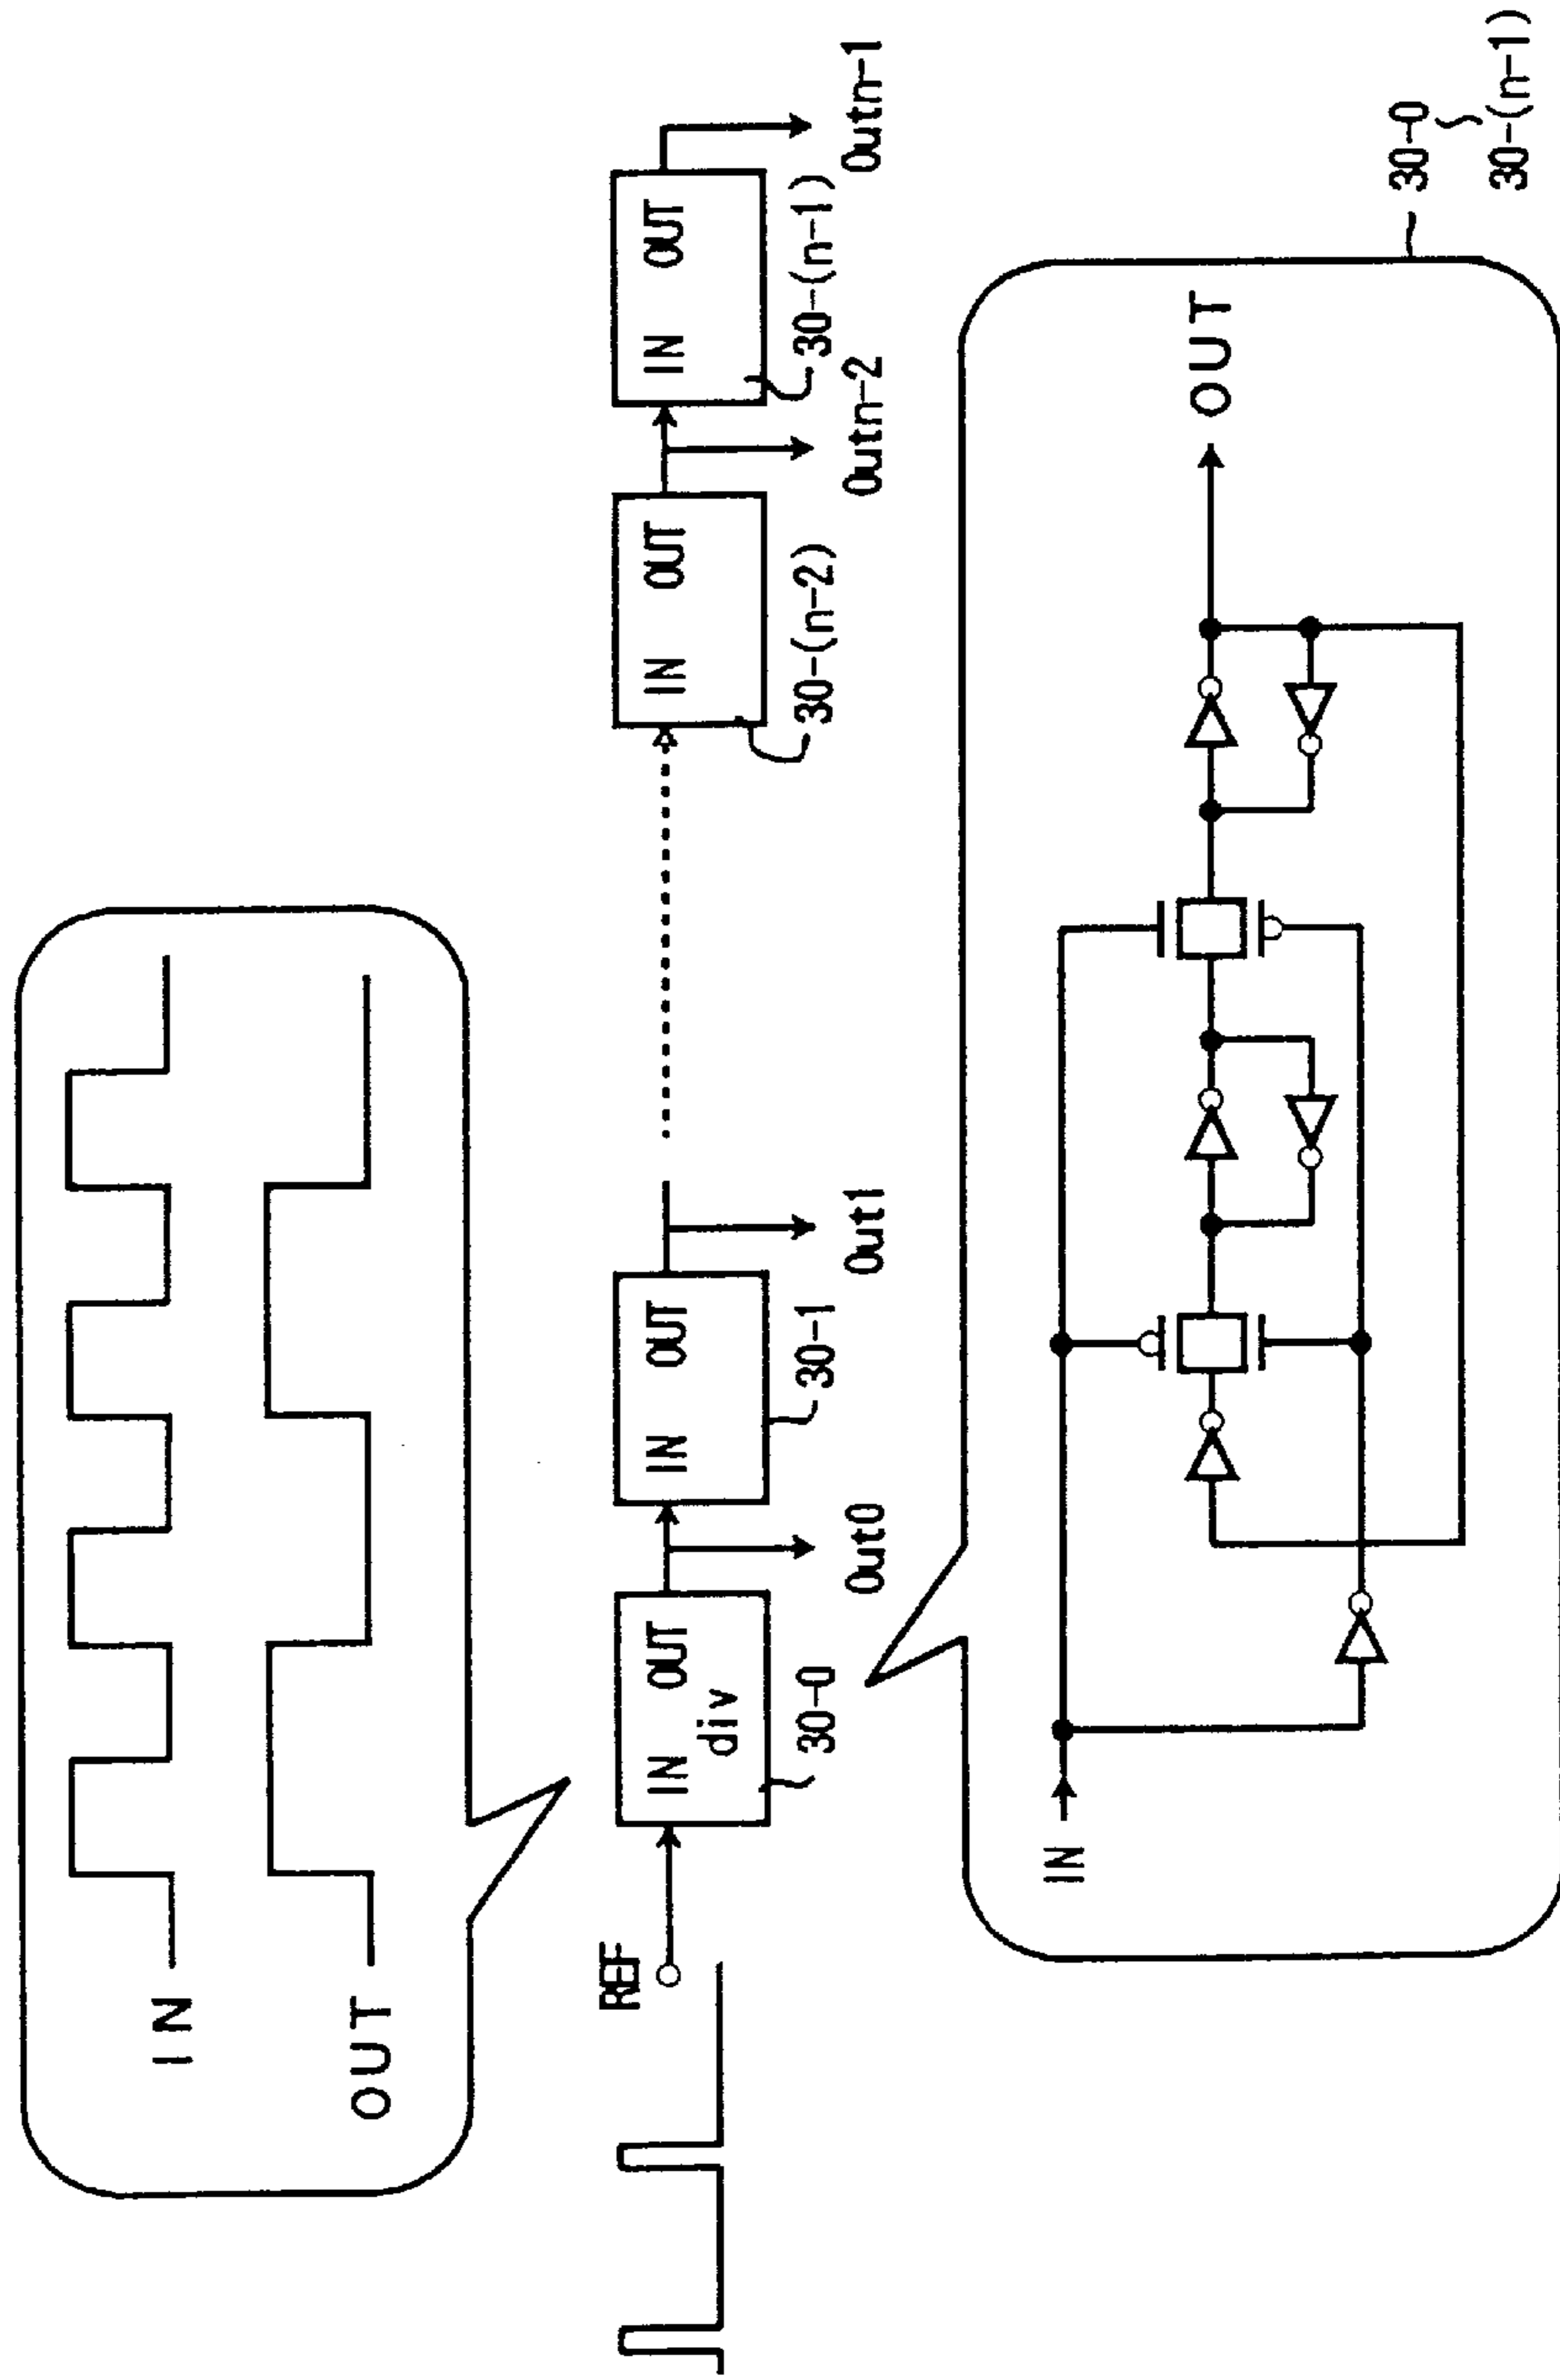 IN
OUT
REF
IN OUT
div
30-0
Out0
IN OUT
30-1
Out1
IN OUT
30-(n-2)
Outn-2
IN OUT
30-(n-1)
Outn-1
IN
OUT
30-0
30-(n-1)